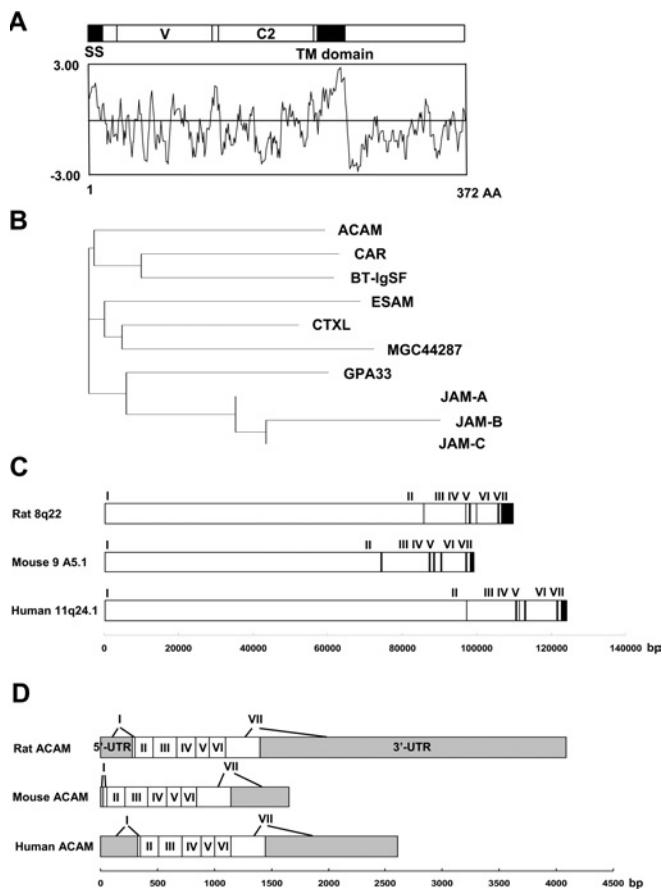 A
V C2
SS TM domain
3.00
-3.00
1 372 AA
B
ACAM
CAR
BT-IgSF
ESAM
CTXL
MGC44287
GPA33
JAM-A
JAM-B
JAM-C
C
I II III IV V VI VII
Rat 8q22
I II III IV V VI VII
Mouse 9 A5.1
I II III IV V VI VII
Human 11q24.1
0 20000 40000 60000 80000 100000 120000 140000 bp
D
I VII
Rat ACAM 5'-UTR II III IV V VI 3'-UTR
I VII
Mouse ACAM II III IV V VI
I VII
Human ACAM II III IV V VI
0 500 1000 1500 2000 2500 3000 3500 4000 4500 bp